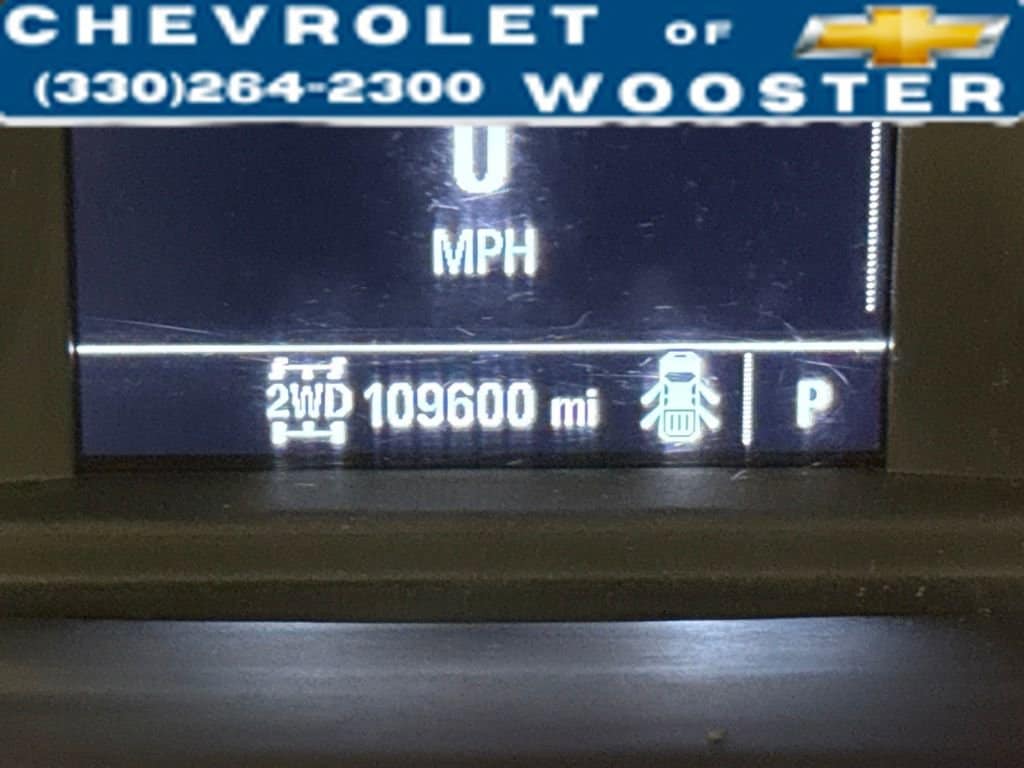 CHEVROLET OF
(330)264-2300 WOOSTER
0
MPH
2WD 109600 mi P